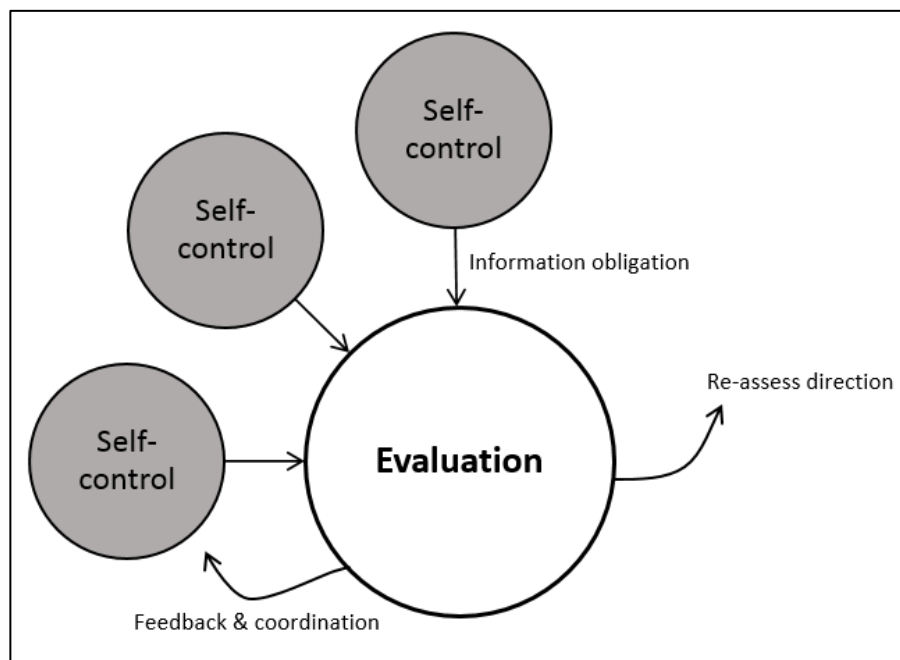 Self-
control
Self-
control
Information obligation
Re-assess direction
Self-
control
Evaluation
Feedback & coordination